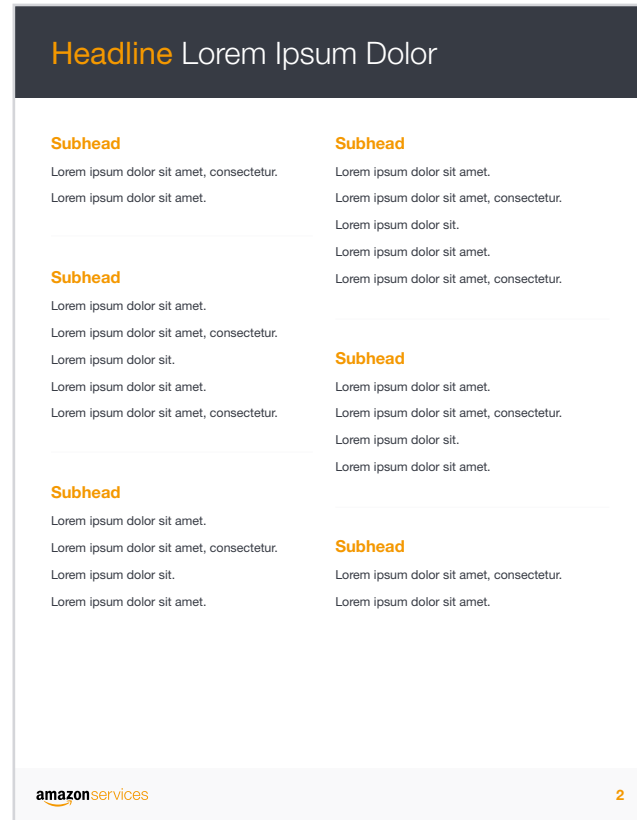 Headline Lorem Ipsum Dolor
Subhead
Lorem ipsum dolor sit amet, consectetur.
Lorem ipsum dolor sit amet.
Subhead
Lorem ipsum dolor sit amet.
Lorem ipsum dolor sit amet, consectetur.
Lorem ipsum dolor sit.
Lorem ipsum dolor sit amet.
Lorem ipsum dolor sit amet, consectetur.
Subhead
Lorem ipsum dolor sit amet.
Lorem ipsum dolor sit amet, consectetur.
Lorem ipsum dolor sit.
Lorem ipsum dolor sit amet.
Subhead
Lorem ipsum dolor sit amet.
Lorem ipsum dolor sit amet, consectetur.
Lorem ipsum dolor sit.
Lorem ipsum dolor sit amet.
Lorem ipsum dolor sit amet, consectetur.
Subhead
Lorem ipsum dolor sit amet.
Lorem ipsum dolor sit amet, consectetur.
Lorem ipsum dolor sit.
Lorem ipsum dolor sit amet.
Subhead
Lorem ipsum dolor sit amet, consectetur.
Lorem ipsum dolor sit amet.
amazonservices
2